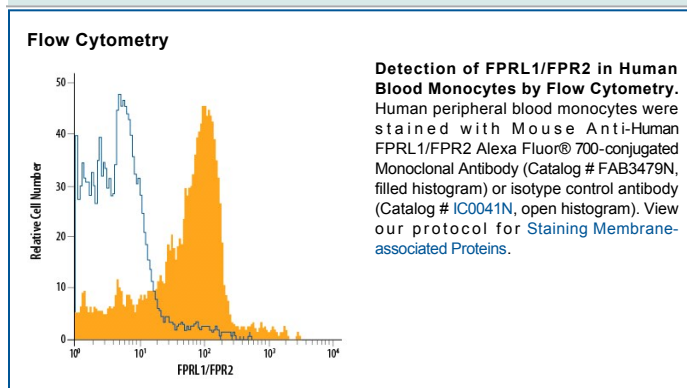 Flow Cytometry
Detection of FPRL1/FPR2 in Human
Blood Monocytes by Flow Cytometry.
Human peripheral blood monocytes were
stained with Mouse Anti-Human
FPRL1/FPR2 Alexa Fluor® 700-conjugated
Monoclonal Antibody (Catalog # FAB3479N,
filled histogram) or isotype control antibody
(Catalog # IC0041N, open histogram). View
our protocol for Staining Membrane-
associated Proteins.
Relative Cell Number
50
40
30
20
10
0
10⁰ 10¹ 10² 10³ 10⁴
FPRL1/FPR2